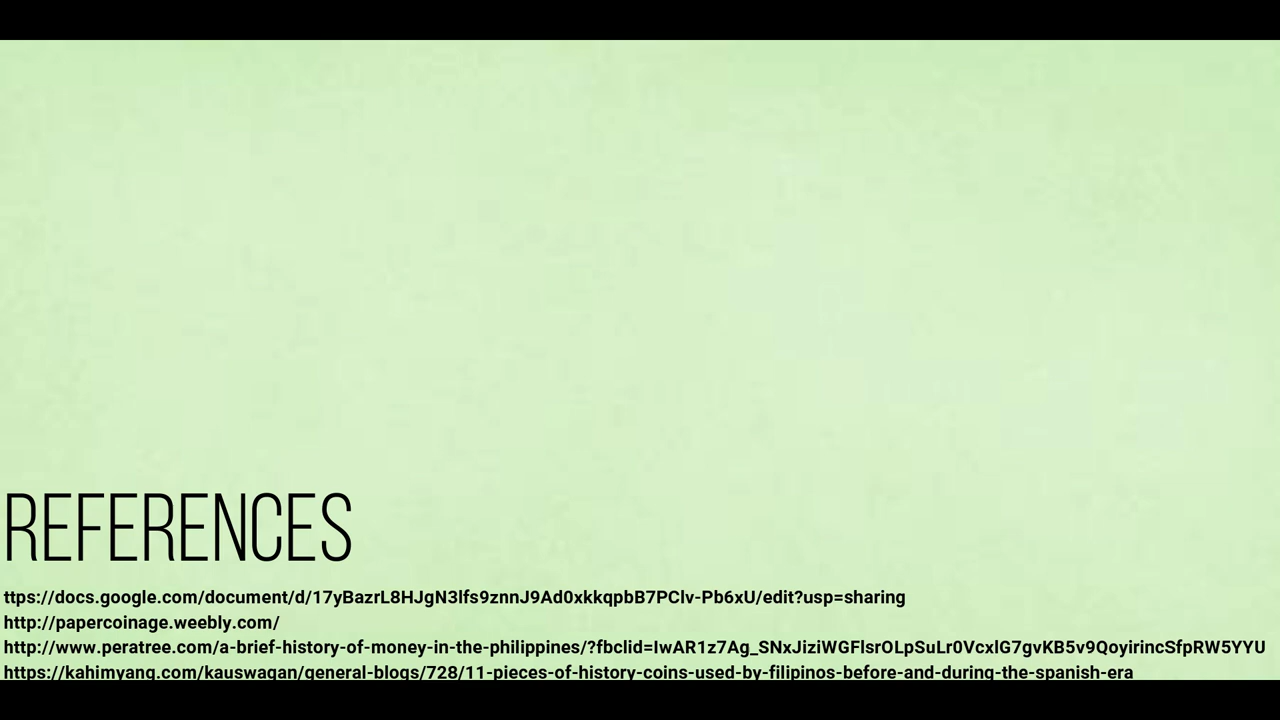 REFERENCES
ttps://docs.google.com/document/d/17yBazrL8HJgN3lfs9znnJ9Ad0xkkqpbB7PClv-Pb6xU/edit?usp=sharing
http://papercoinage.weebly.com/
http://www.peratree.com/a-brief-history-of-money-in-the-philippines/?fbclid=IwAR1z7Ag_SNxJiziWGFlsrOLpSuLr0VcxlG7gvKB5v9QoyirincSfpRW5YYU
https://kahimyang.com/kauswagan/general-blogs/728/11-pieces-of-history-coins-used-by-filipinos-before-and-during-the-spanish-era